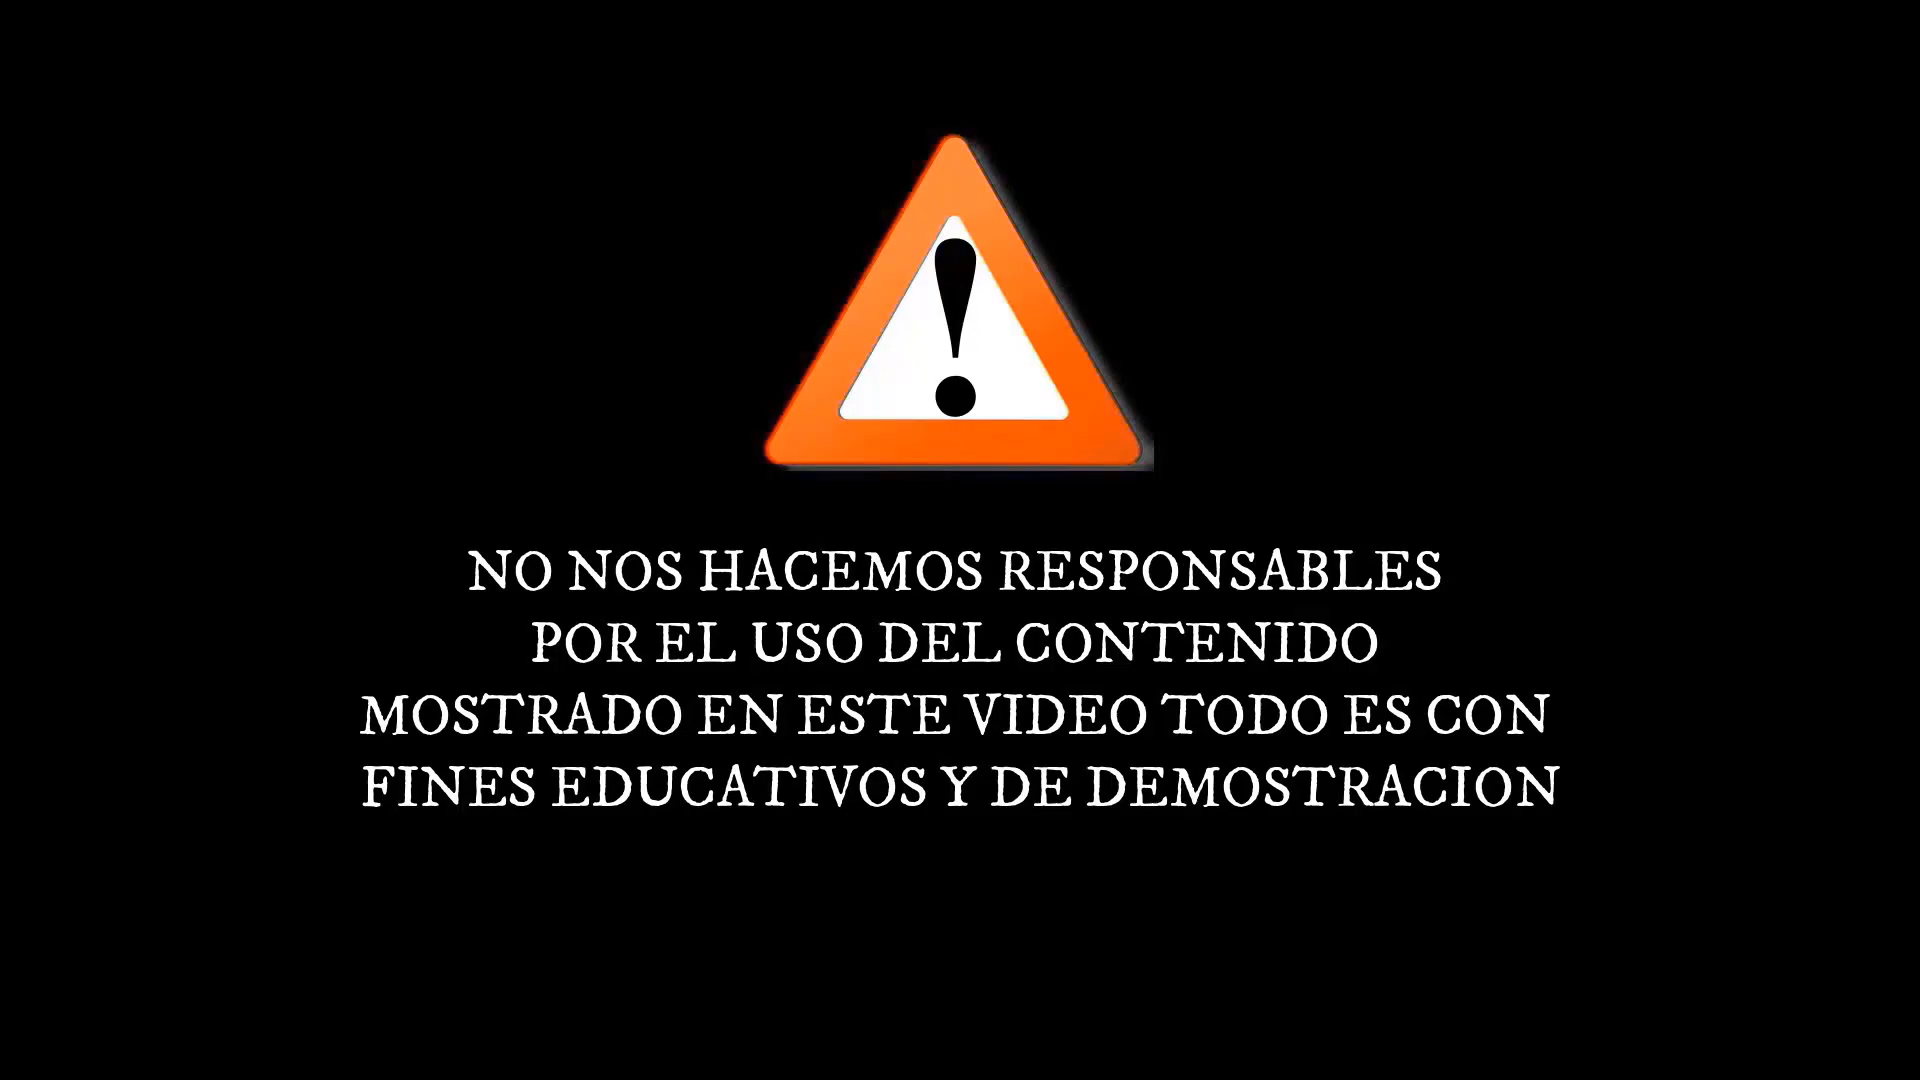 NO NOS HACEMOS RESPONSABLES
POR EL USO DEL CONTENIDO
MOSTRADO EN ESTE VIDEO TODO ES CON
FINES EDUCATIVOS Y DE DEMOSTRACION